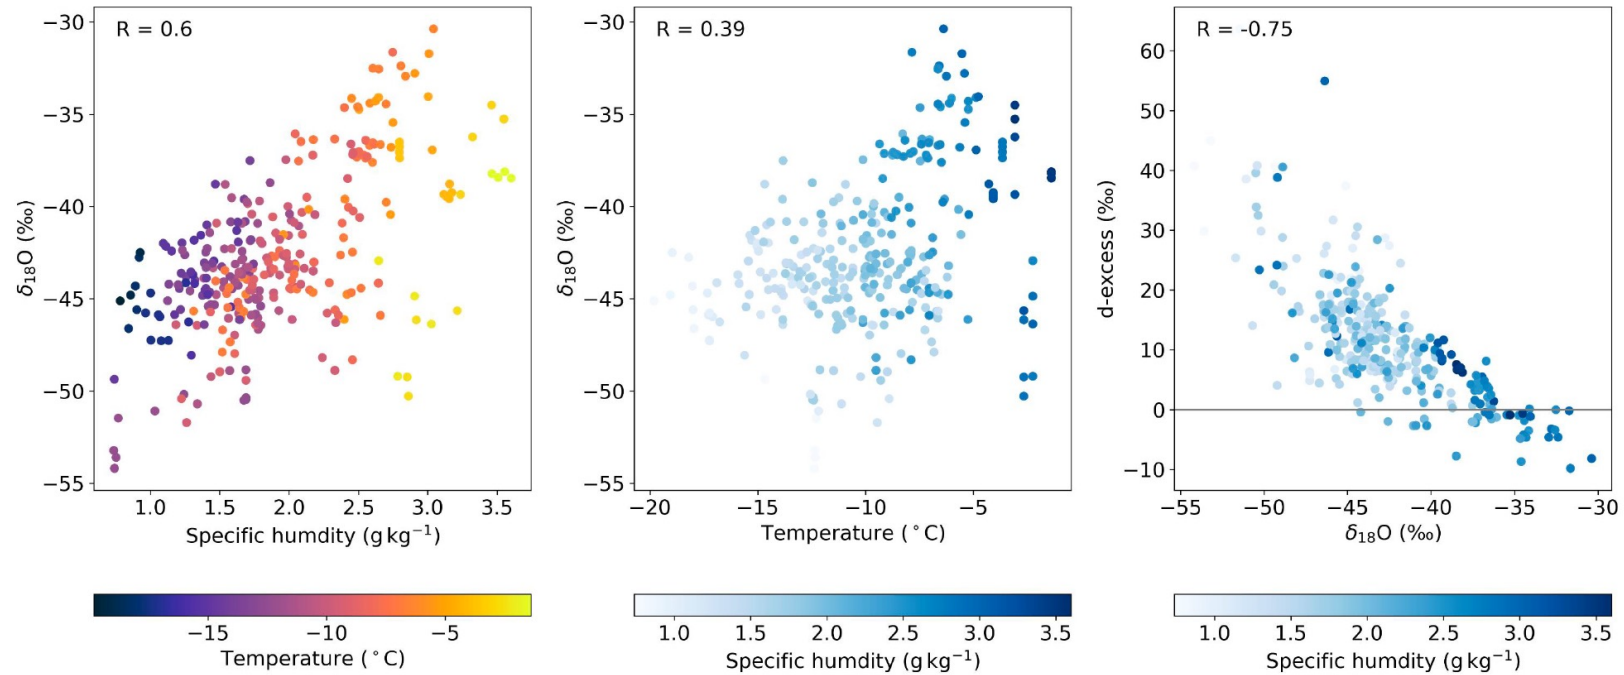 R = 0.6
−30
−35
−40
−45
−50
−55
δ18O (‰)
1.0 1.5 2.0 2.5 3.0 3.5
Specific humdity (g kg−1)
−15 −10 −5
Temperature (°C)
R = 0.39
−30
−35
−40
−45
−50
−55
δ18O (‰)
−20 −15 −10 −5
Temperature (°C)
1.0 1.5 2.0 2.5 3.0 3.5
Specific humdity (g kg−1)
R = -0.75
60
50
40
30
20
10
0
−10
d-excess (‰)
−55 −50 −45 −40 −35 −30
δ18O (‰)
1.0 1.5 2.0 2.5 3.0 3.5
Specific humdity (g kg−1)